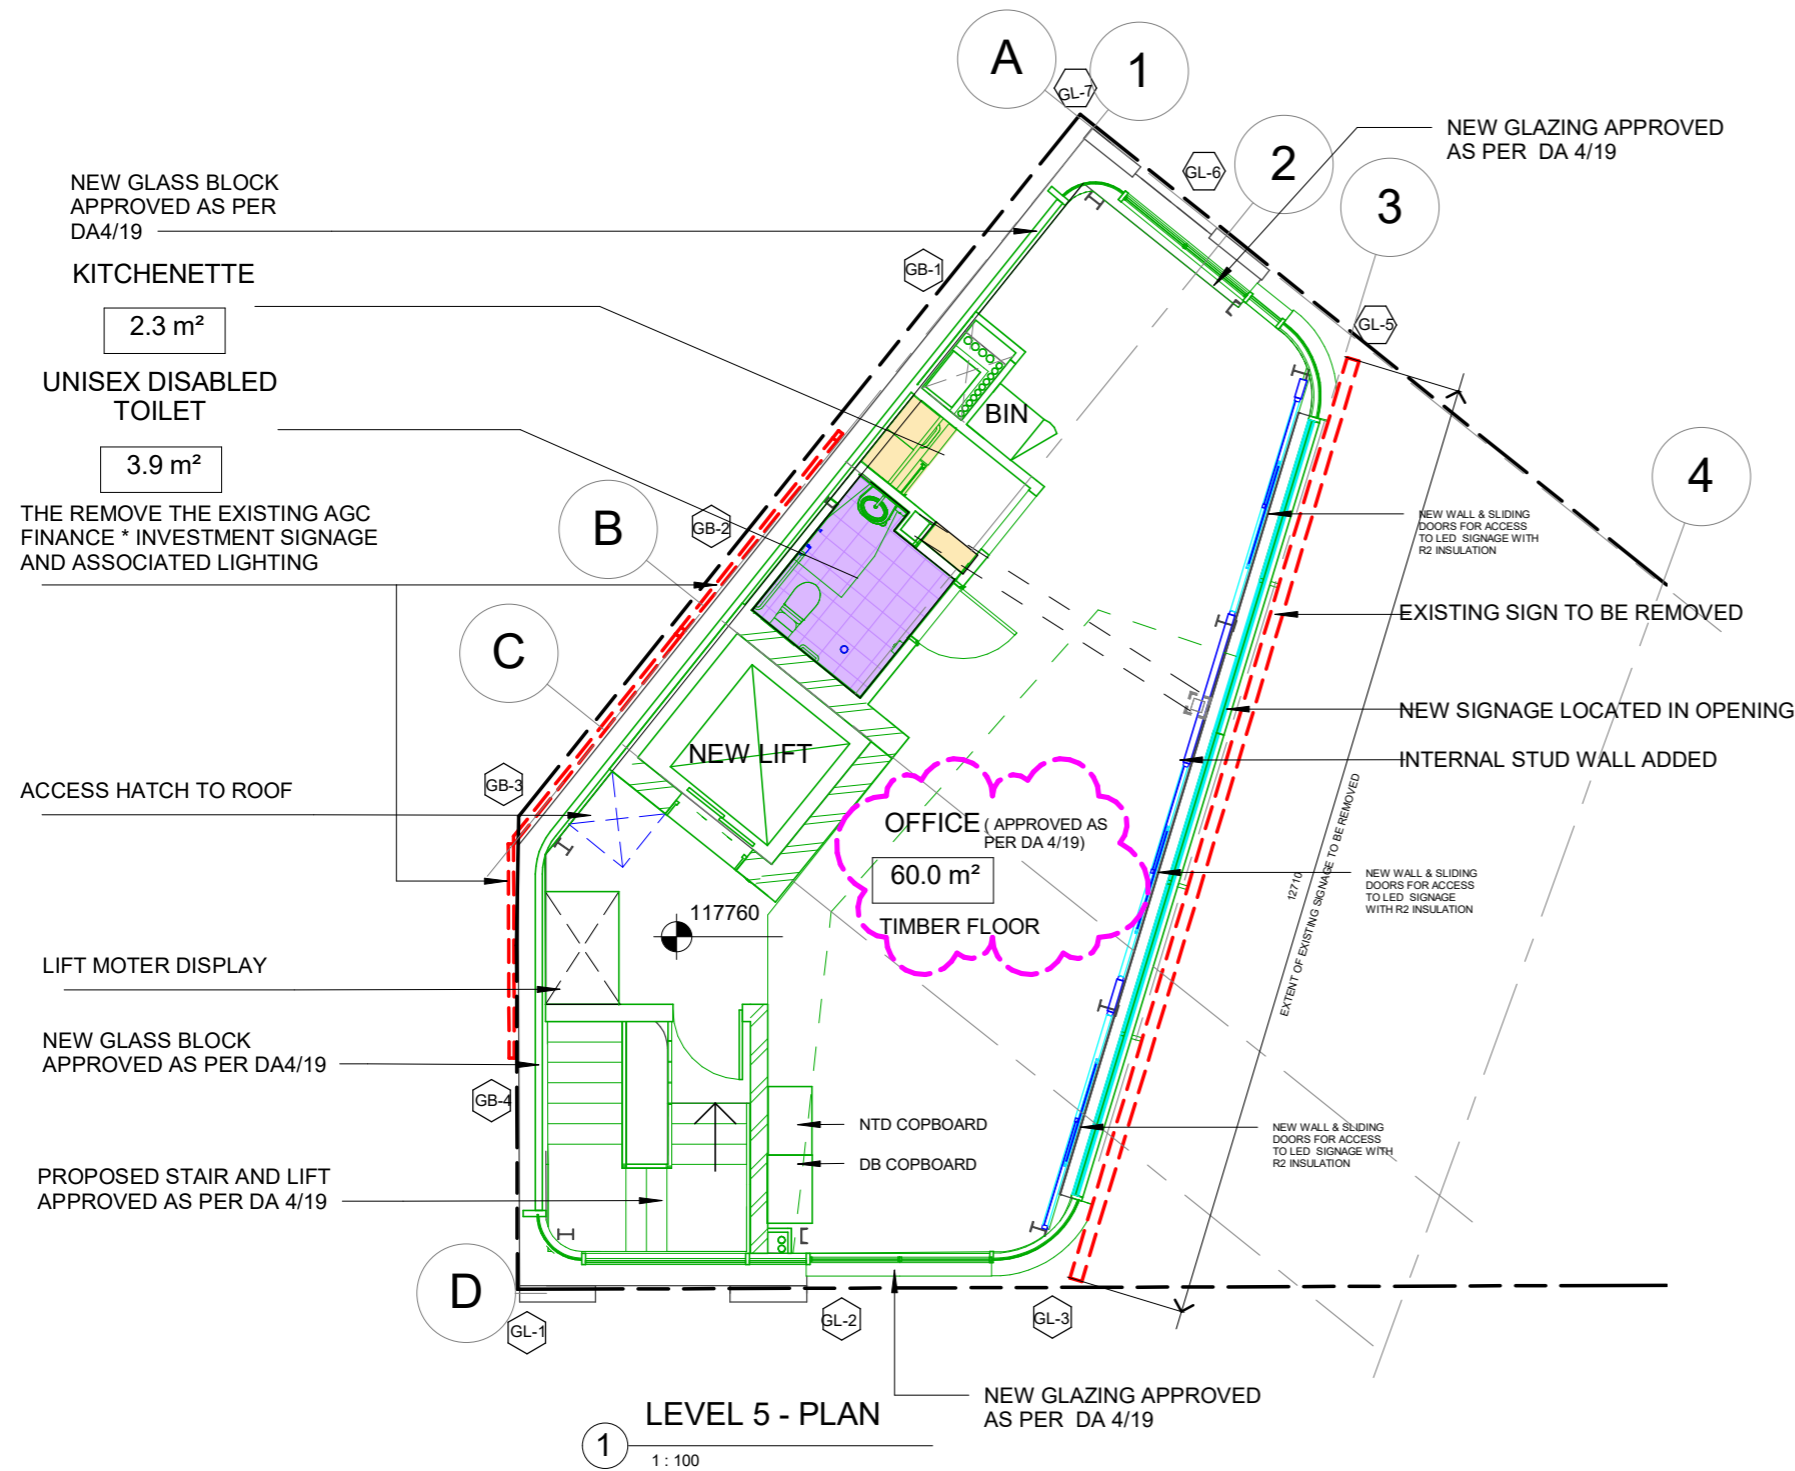 A
1
GL-7
2
GL-6
3
NEW GLAZING APPROVED
AS PER  DA 4/19
NEW GLASS BLOCK
APPROVED AS PER
DA4/19
GB-1
KITCHENETTE
2.3 m²
GL-5
UNISEX DISABLED
TOILET
3.9 m²
BIN
4
THE REMOVE THE EXISTING AGC
FINANCE * INVESTMENT SIGNAGE
AND ASSOCIATED LIGHTING
B
GB-2
NEW WALL & SLIDING
DOORS FOR ACCESS
TO LED  SIGNAGE WITH
R2 INSULATION
EXISTING SIGN TO BE REMOVED
C
NEW SIGNAGE LOCATED IN OPENING
NEW LIFT
INTERNAL STUD WALL ADDED
GB-3
ACCESS HATCH TO ROOF
OFFICE ( APPROVED AS
PER DA 4/19)
60.0 m²
TIMBER FLOOR
12710
EXTENT OF EXISTING SIGNAGE TO BE REMOVED
NEW WALL & SLIDING
DOORS FOR ACCESS
TO LED  SIGNAGE
WITH R2 INSULATION
117760
LIFT MOTER DISPLAY
NEW GLASS BLOCK
APPROVED AS PER DA4/19
GB-4
NTD COPBOARD
DB COPBOARD
NEW WALL & SLIDING
DOORS FOR ACCESS
TO LED  SIGNAGE WITH
R2 INSULATION
PROPOSED STAIR AND LIFT
APPROVED AS PER DA 4/19
D
GL-1
GL-2
GL-3
NEW GLAZING APPROVED
AS PER  DA 4/19
1
LEVEL 5 - PLAN
1 : 100